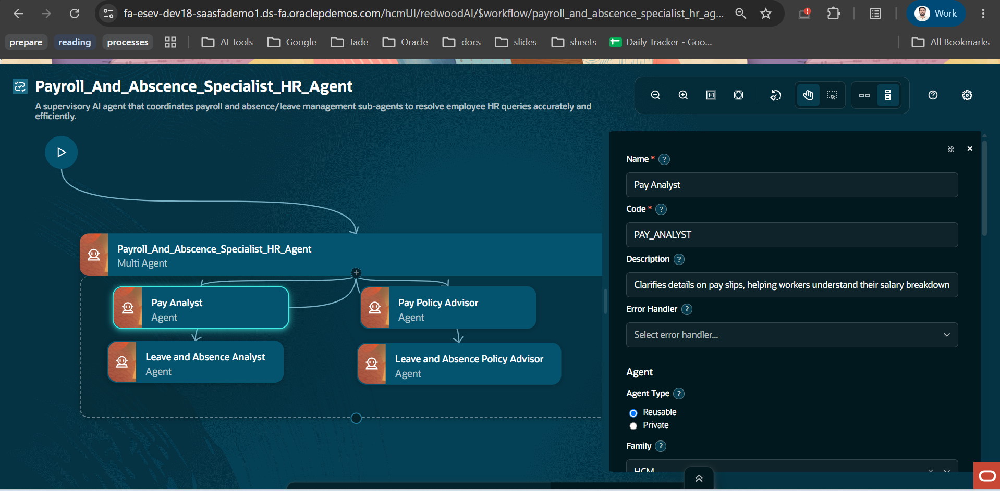 fa-esev-dev18-saasfademo1.ds-fa.oraclepdemos.com/hcmUI/redwoodAI/$workflow/payroll_and_abscence_specialist_hr_ag...
Work
prepare
reading
processes
AI Tools
Google
Jade
Oracle
docs
slides
sheets
Daily Tracker - Goo...
All Bookmarks
Payroll_And_Abscence_Specialist_HR_Agent
A supervisory AI agent that coordinates payroll and absence/leave management sub-agents to resolve employee HR queries accurately and
efficiently.
1:1
Payroll_And_Abscence_Specialist_HR_Agent
Multi Agent
Pay Analyst
Agent
Pay Policy Advisor
Agent
Leave and Absence Analyst
Agent
Leave and Absence Policy Advisor
Agent
Name * ?
Pay Analyst
Code * ?
PAY_ANALYST
Description ?
Clarifies details on pay slips, helping workers understand their salary breakdown
Error Handler ?
Select error handler...
Agent
Agent Type ?
Reusable
Private
Family ?
HCM